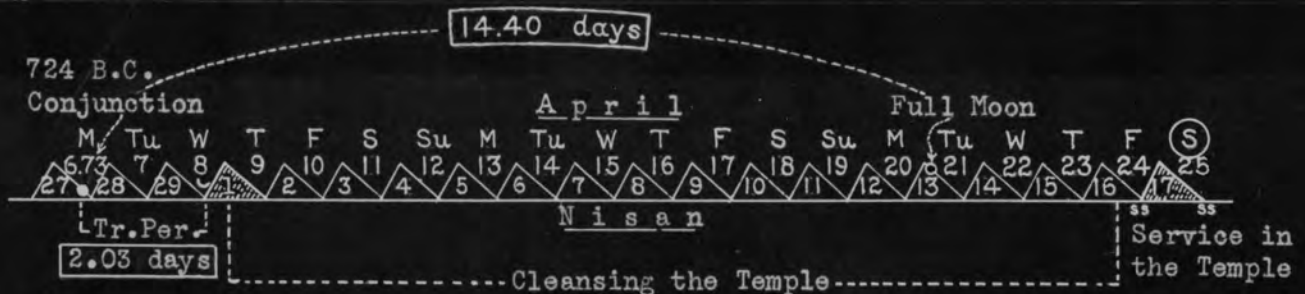 14.40 days
724 B.C.
Conjunction
April
Full Moon
M Tu W T F S Su M Tu W T F S Su M Tu W T F S
6.73 7 8 9 10 11 12 13 14 15 16 17 18 19 20 21 22 23 24 25
27 28 29 1 2 3 4 5 6 7 8 9 10 11 12 13 14 15 16 17
ss ss
Tr.Per.
Nisan
Service in
2.03 days
the Temple
Cleansing the Temple